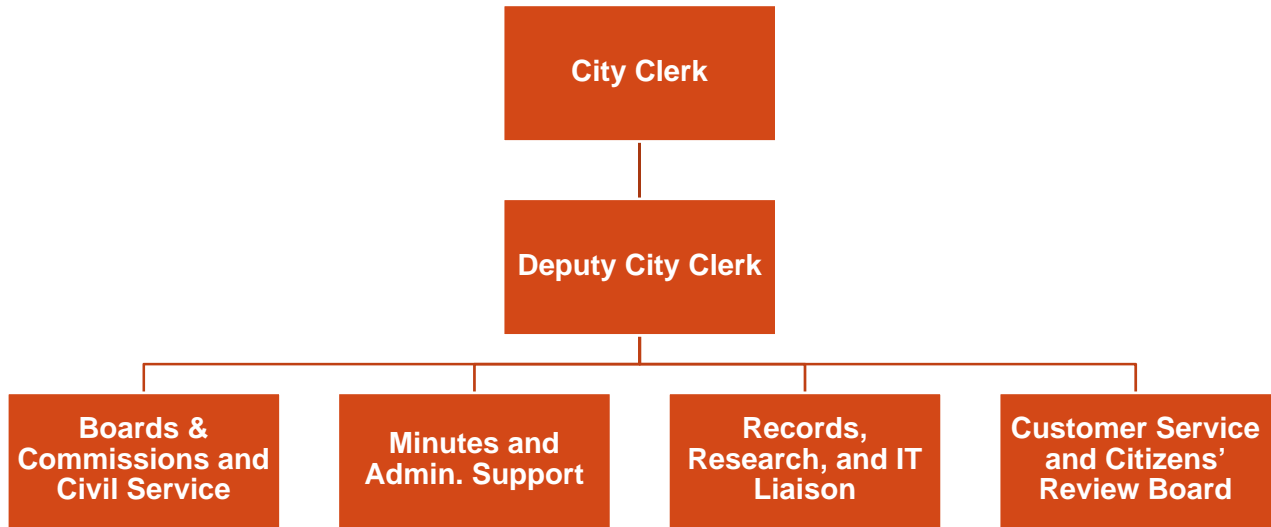 City Clerk
Deputy City Clerk
Boards &
Commissions and
Civil Service
Minutes and
Admin. Support
Records,
Research, and IT
Liaison
Customer Service
and Citizens’
Review Board